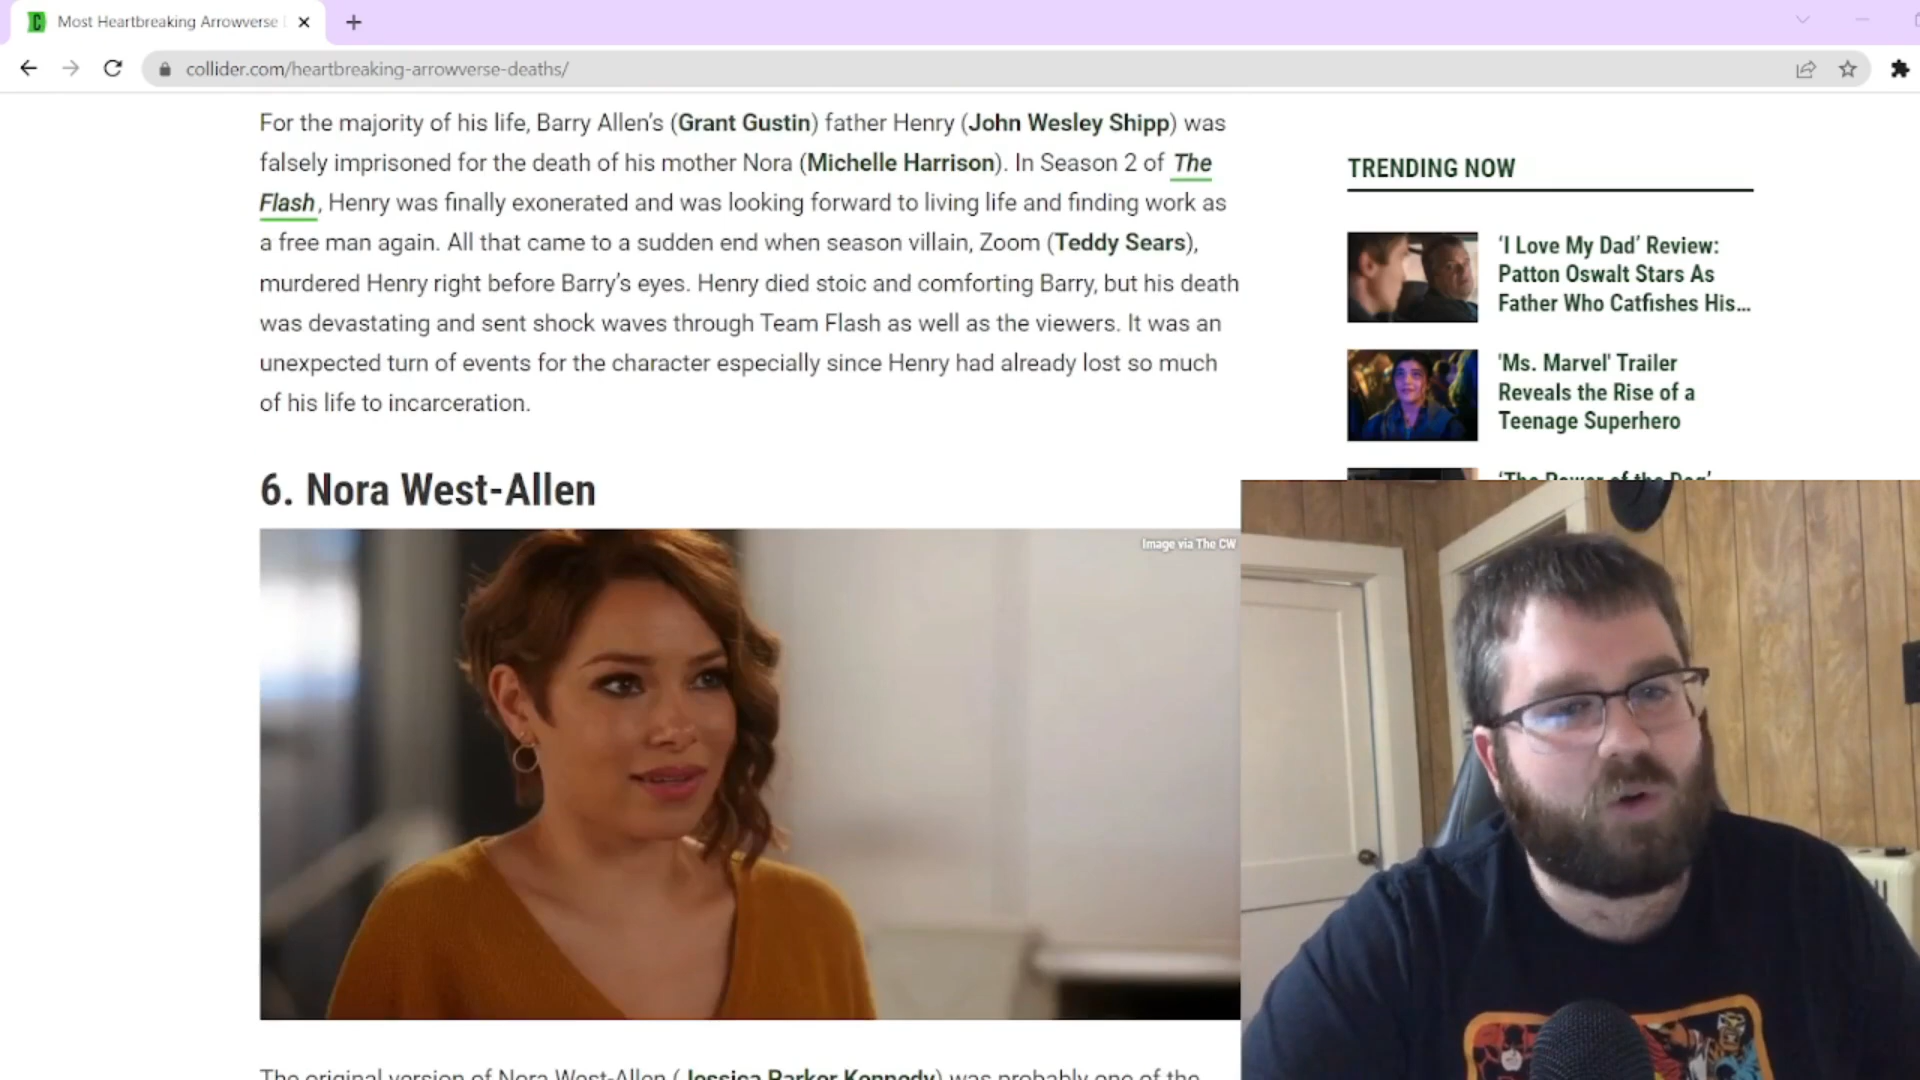 Most Heartbreaking Arrowverse
collider.com/heartbreaking-arrowverse-deaths/
For the majority of his life, Barry Allen's (Grant Gustin) father Henry (John Wesley Shipp) was
falsely imprisoned for the death of his mother Nora (Michelle Harrison). In Season 2 of The
Flash, Henry was finally exonerated and was looking forward to living life and finding work as
a free man again. All that came to a sudden end when season villain, Zoom (Teddy Sears),
murdered Henry right before Barry's eyes. Henry died stoic and comforting Barry, but his death
was devastating and sent shock waves through Team Flash as well as the viewers. It was an
unexpected turn of events for the character especially since Henry had already lost so much
of his life to incarceration.
6. Nora West-Allen
Image via The CW
The original version of Nora West-Allen (Jessica Parker Kennedy) was probably one of the
TRENDING NOW
‘I Love My Dad’ Review:
Patton Oswalt Stars As
Father Who Catfishes His...
'Ms. Marvel' Trailer
Reveals the Rise of a
Teenage Superhero
‘The Power of the Dog’